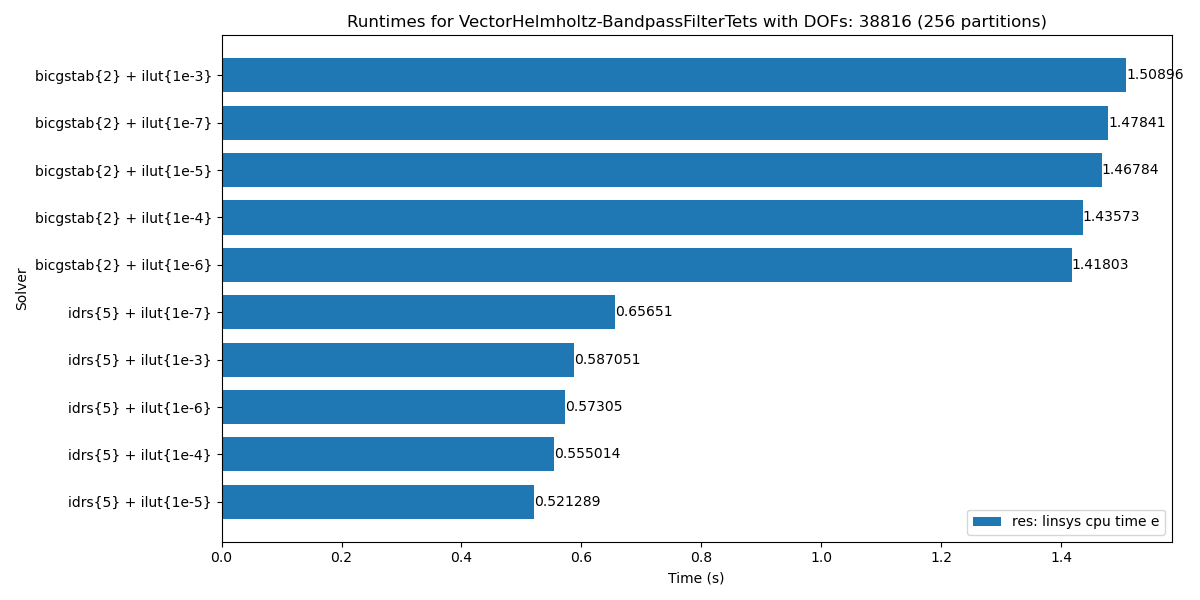 Runtimes for VectorHelmholtz-BandpassFilterTets with DOFs: 38816 (256 partitions)
bicgstab{2} + ilut{1e-3} 1.50896
bicgstab{2} + ilut{1e-7} 1.47841
bicgstab{2} + ilut{1e-5} 1.46784
bicgstab{2} + ilut{1e-4} 1.43573
bicgstab{2} + ilut{1e-6} 1.41803
idrs{5} + ilut{1e-7} 0.65651
idrs{5} + ilut{1e-3} 0.587051
idrs{5} + ilut{1e-6} 0.57305
idrs{5} + ilut{1e-4} 0.555014
idrs{5} + ilut{1e-5} 0.521289
Solver
res: linsys cpu time e
0.0 0.2 0.4 0.6 0.8 1.0 1.2 1.4
Time (s)